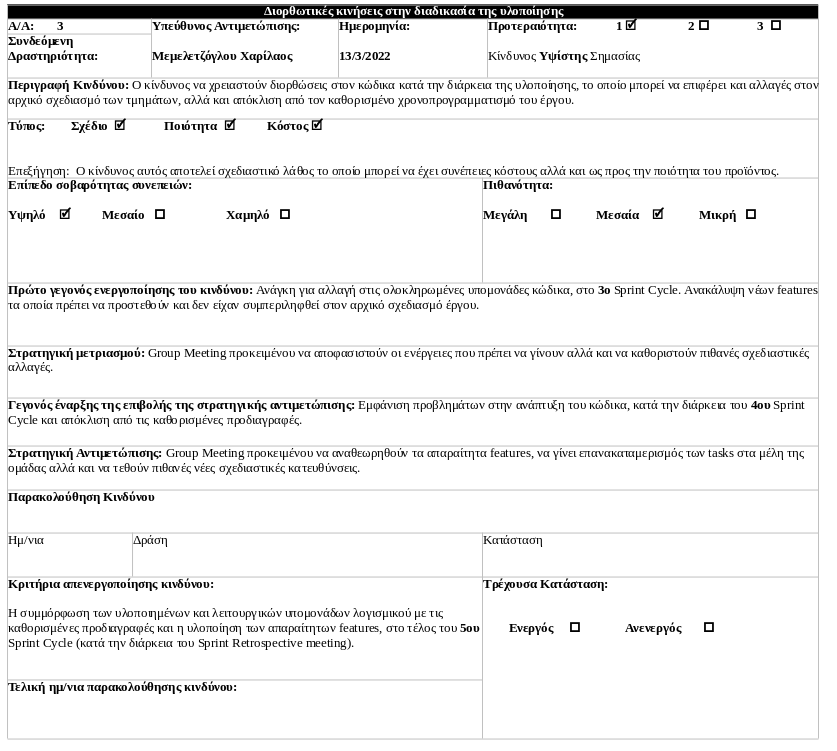 Διορθωτικές κινήσεις στην διαδικασία της υλοποίησης
Α/Α: 3
Υπεύθυνος Αντιμετώπισης:
Ημερομηνία:
Προτεραιότητα: 1 ☑ 2 ☐ 3 ☐
Συνδεόμενη
Δραστηριότητα:
Μεμελετζόγλου Χαρίλαος
13/3/2022
Κίνδυνος Υψίστης Σημασίας
Περιγραφή Κινδύνου: Ο κίνδυνος να χρειαστούν διορθώσεις στον κώδικα κατά την διάρκεια της υλοποίησης, το οποίο μπορεί να επιφέρει και αλλαγές στον
αρχικό σχεδιασμό των τμημάτων, αλλά και απόκλιση από τον καθορισμένο χρονοπρογραμματισμό του έργου.
Τύπος: Σχέδιο ☑ Ποιότητα ☑ Κόστος ☑
Επεξήγηση: Ο κίνδυνος αυτός αποτελεί σχεδιαστικό λάθος το οποίο μπορεί να έχει συνέπειες κόστους αλλά και ως προς την ποιότητα του προϊόντος.
Επίπεδο σοβαρότητας συνεπειών:
Υψηλό ☑ Μεσαίο ☐ Χαμηλό ☐
Πιθανότητα:
Μεγάλη ☐ Μεσαία ☑ Μικρή ☐
Πρώτο γεγονός ενεργοποίησης του κινδύνου: Ανάγκη για αλλαγή στις ολοκληρωμένες υπομονάδες κώδικα, στο 3ο Sprint Cycle. Ανακάλυψη νέων features
τα οποία πρέπει να προστεθούν και δεν είχαν συμπεριληφθεί στον αρχικό σχεδιασμό έργου.
Στρατηγική μετριασμού: Group Meeting προκειμένου να αποφασιστούν οι ενέργειες που πρέπει να γίνουν αλλά και να καθοριστούν πιθανές σχεδιαστικές
αλλαγές.
Γεγονός έναρξης της επιβολής της στρατηγικής αντιμετώπισης: Εμφάνιση προβλημάτων στην ανάπτυξη του κώδικα, κατά την διάρκεια του 4ου Sprint
Cycle και απόκλιση από τις καθορισμένες προδιαγραφές.
Στρατηγική Αντιμετώπισης: Group Meeting προκειμένου να αναθεωρηθούν τα απαραίτητα features, να γίνει επανακαταμερισμός των tasks στα μέλη της
ομάδας αλλά και να τεθούν πιθανές νέες σχεδιαστικές κατευθύνσεις.
Παρακολούθηση Κινδύνου
Ημ/νια
Δράση
Κατάσταση
Κριτήρια απενεργοποίησης κινδύνου:
Η συμμόρφωση των υλοποιημένων και λειτουργικών υπομονάδων λογισμικού με τις
καθορισμένες προδιαγραφές και η υλοποίηση των απαραίτητων features, στο τέλος του 5ου
Sprint Cycle (κατά την διάρκεια του Sprint Retrospective meeting).
Τρέχουσα Κατάσταση:
Ενεργός ☐ Ανενεργός ☐
Τελική ημ/νια παρακολούθησης κινδύνου: